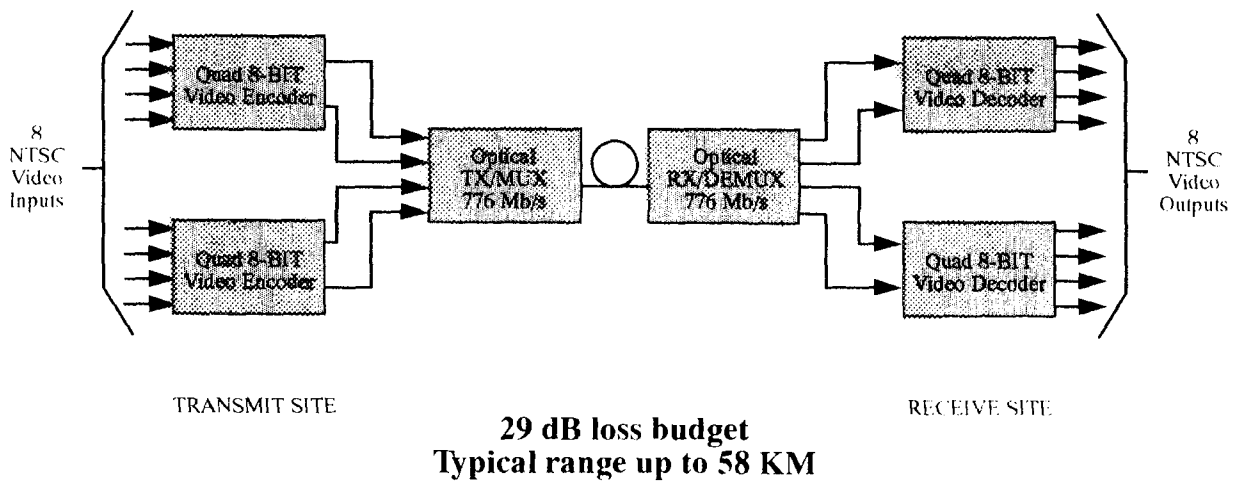 8
NTSC
Video
Inputs
Quad 8-BIT
Video Encoder
Quad 8-BIT
Video Encoder
Optical
TX/MUX
776 Mb/s
Optical
RX/DEMUX
776 Mb/s
Quad 8-BIT
Video Decoder
Quad 8-BIT
Video Decoder
8
NTSC
Video
Outputs
TRANSMIT SITE
RECEIVE SITE
29 dB loss budget
Typical range up to 58 KM